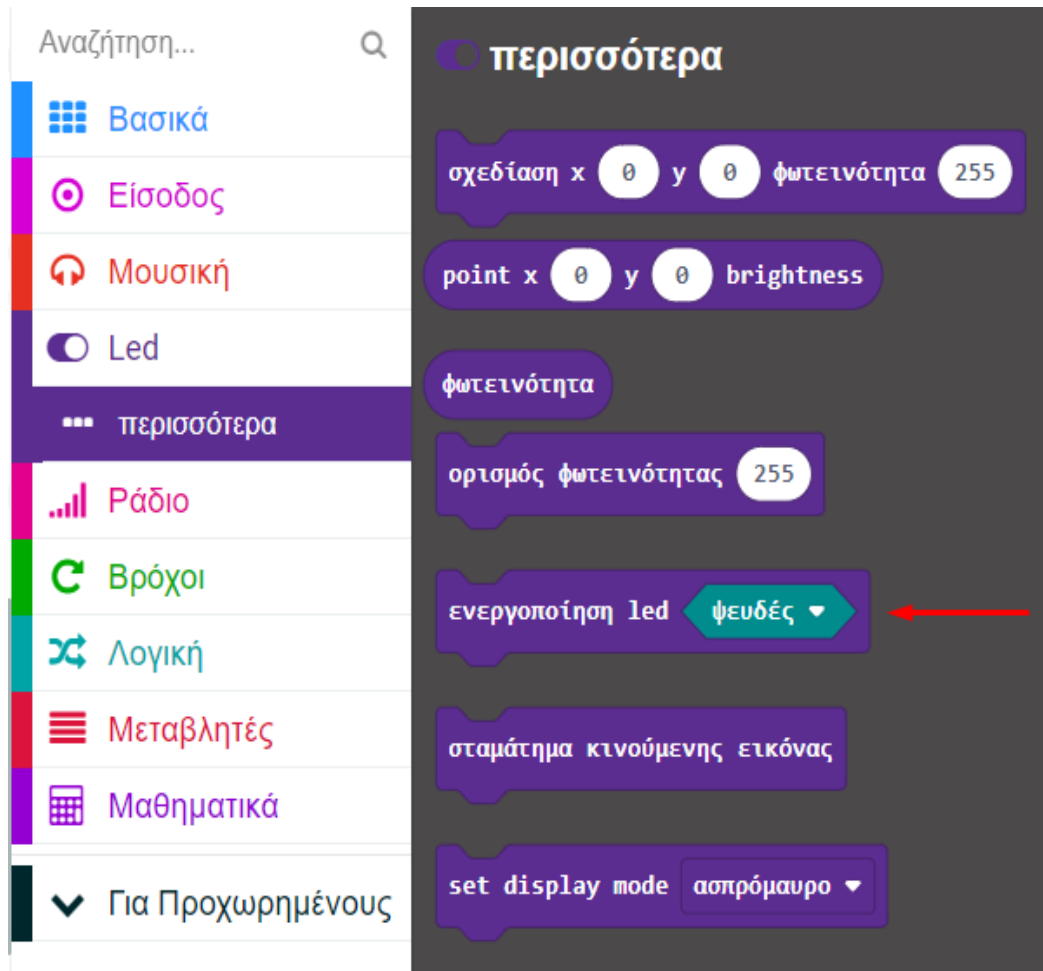 Αναζήτηση...
Βασικά
Είσοδος
Μουσική
Led
περισσότερα
Ράδιο
Βρόχοι
Λογική
Μεταβλητές
Μαθηματικά
Για Προχωρημένους
περισσότερα
σχεδίαση x 0 y 0 φωτεινότητα 255
point x 0 y 0 brightness
φωτεινότητα
ορισμός φωτεινότητας 255
ενεργοποίηση led ψευδές
σταμάτημα κινούμενης εικόνας
set display mode ασπρόμαυρο